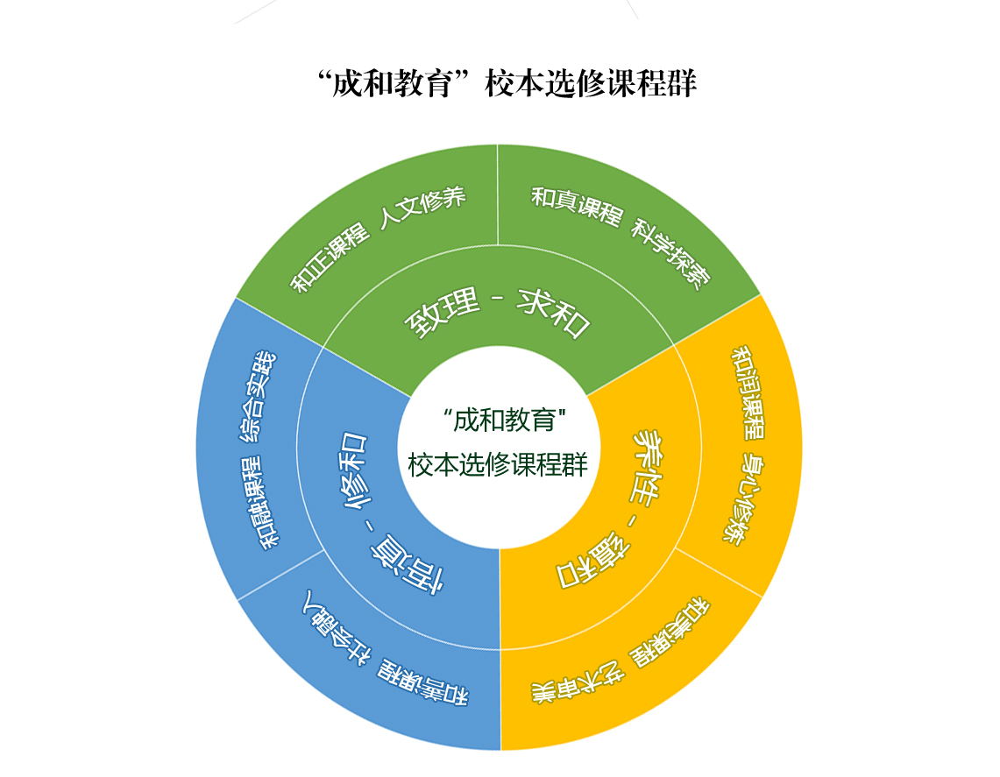 “成和教育”校本选修课程群
和正课程 人文修养
和真课程 科学探索
致理 - 求和
和润课程 身心修炼
和美课程 艺术审美
养性 - 蕴和
和善课程 社会融入
和融课程 综合实践
悟道 - 修和
“成和教育"
校本选修课程群